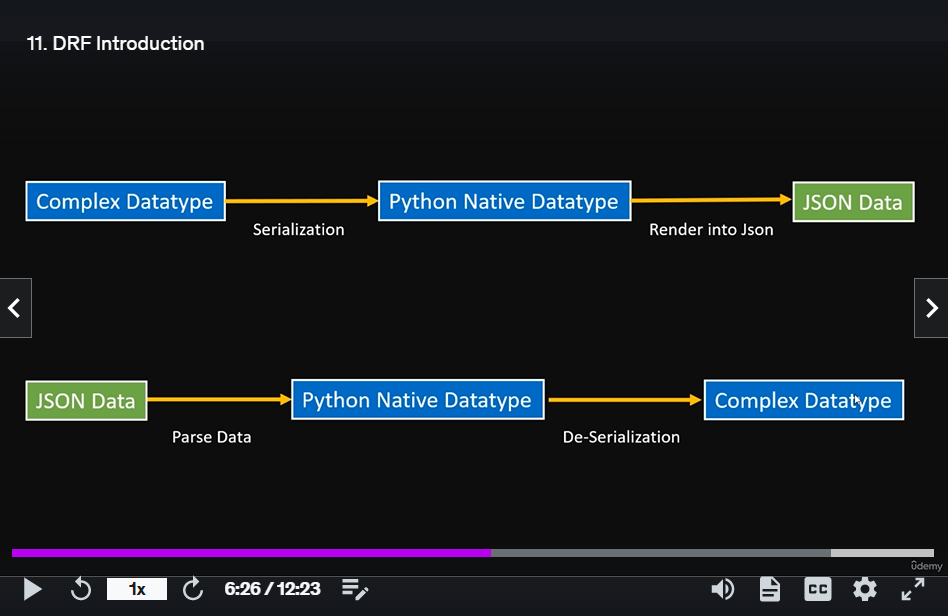 11. DRF Introduction
Complex Datatype
Python Native Datatype
JSON Data
Serialization
Render into Json
JSON Data
Python Native Datatype
Complex Datatype
Parse Data
De-Serialization
ûdemy
1x
6:26 / 12:23
CC